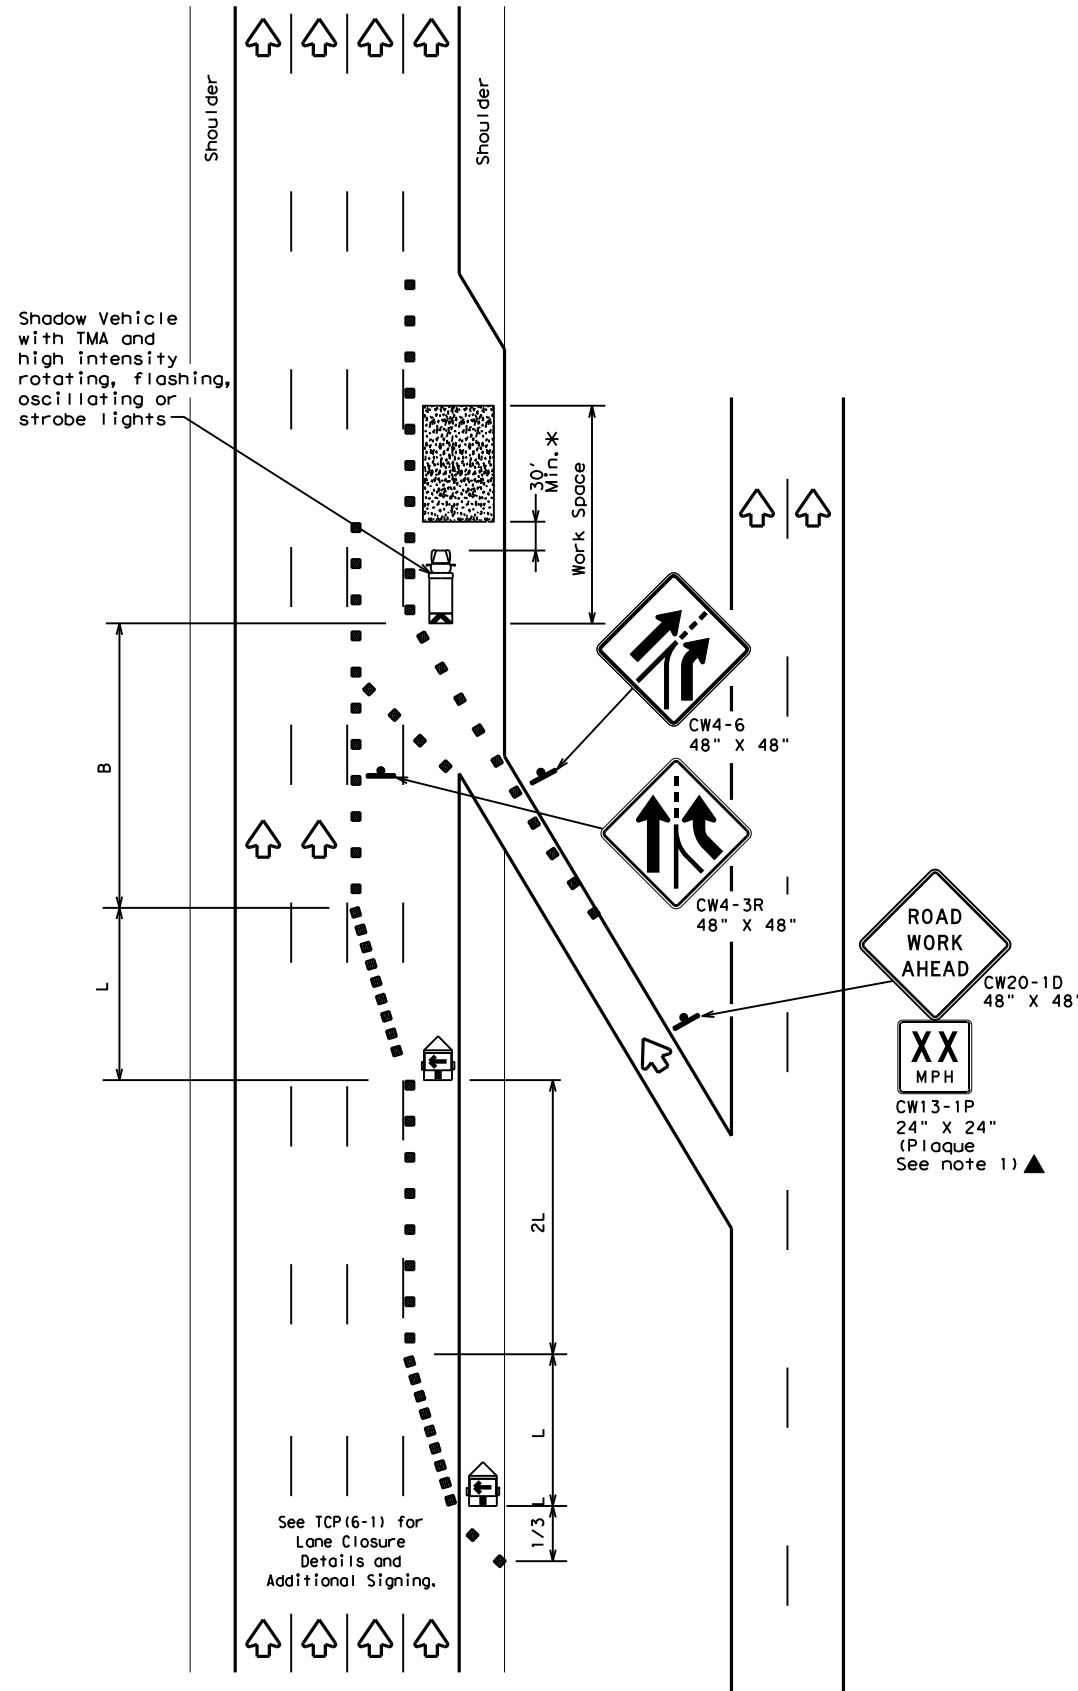 Shoulder
Shoulder
Shadow Vehicle
with TMA and
high intensity
rotating, flashing,
oscillating or
strobe lights
30'
Min.*
Work Space
CW4-6
48" X 48"
B
CW4-3R
48" X 48"
ROAD
WORK
AHEAD
CW20-1D
48" X 48"
L
XX
MPH
CW13-1P
24" X 24"
(Plaque
See note 1)▲
2L
L
1/3 L
See TCP(6-1) for
Lane Closure
Details and
Additional Signing.